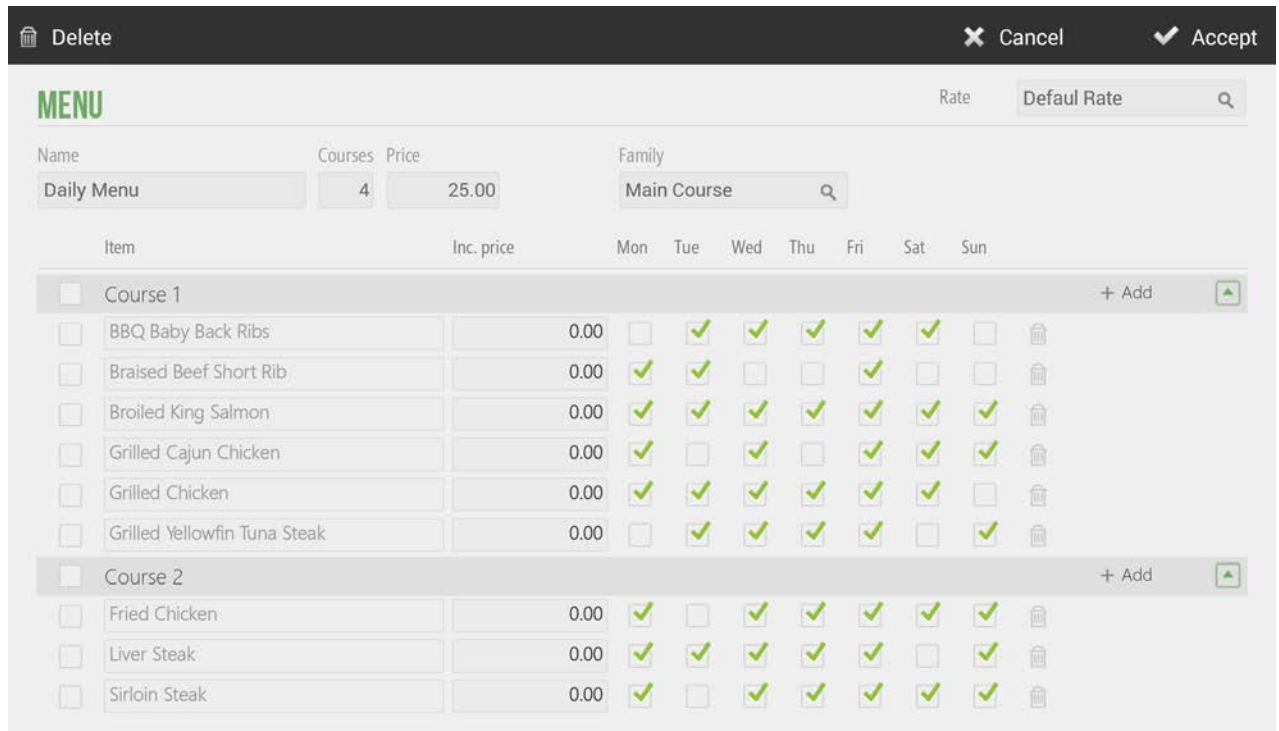 Delete Cancel Accept
MENU Rate Defaul Rate
Name Courses Price Family
Daily Menu 4 25.00 Main Course
Item Inc. price Mon Tue Wed Thu Fri Sat Sun
Course 1 + Add
BBQ Baby Back Ribs 0.00
Braised Beef Short Rib 0.00
Broiled King Salmon 0.00
Grilled Cajun Chicken 0.00
Grilled Chicken 0.00
Grilled Yellowfin Tuna Steak 0.00
Course 2 + Add
Fried Chicken 0.00
Liver Steak 0.00
Sirloin Steak 0.00